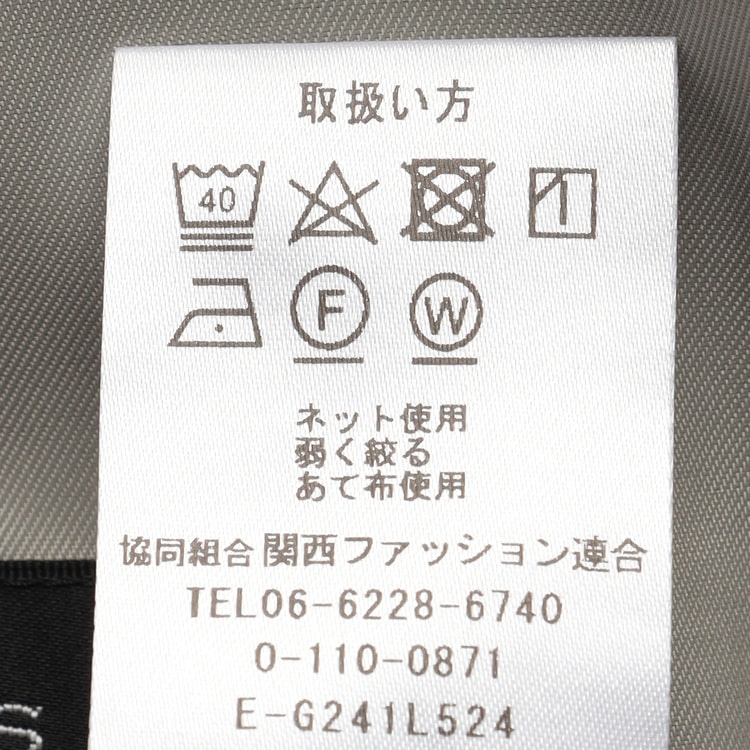 取扱い方
40
F W
ネット使用
弱く絞る
あて布使用
協同組合関西ファッション連合
TEL06-6228-6740
0-110-0871
E-G241L524
S